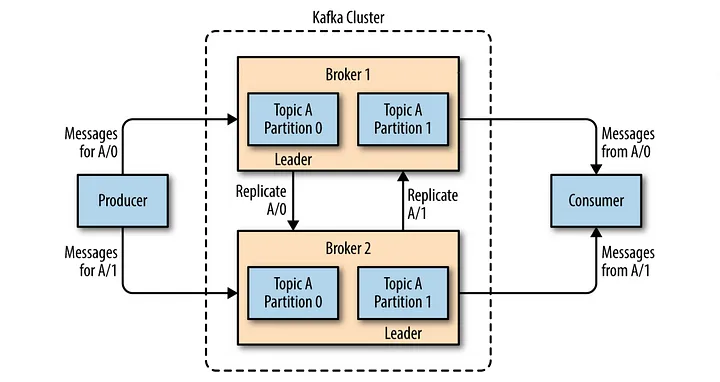 Kafka Cluster
Broker 1
Topic A
Partition 0
Topic A
Partition 1
Leader
Messages
for A/0
Producer
Messages
for A/1
Replicate
A/0
Replicate
A/1
Messages
from A/0
Consumer
Messages
from A/1
Broker 2
Topic A
Partition 0
Topic A
Partition 1
Leader